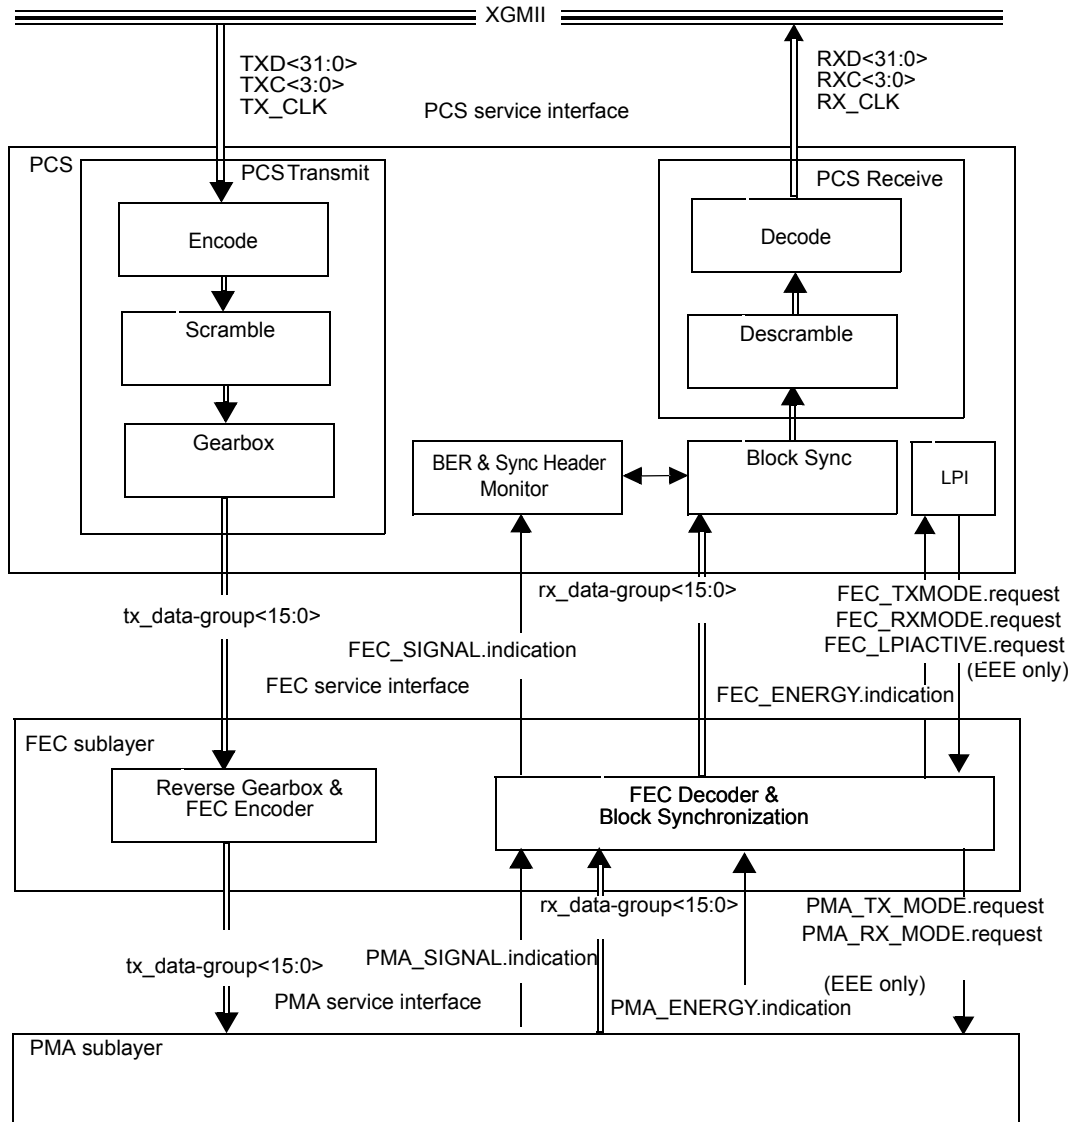 XGMII
TXD<31:0>
TXC<3:0>
TX_CLK
RXD<31:0>
RXC<3:0>
RX_CLK
PCS service interface
PCS
PCS Transmit
PCS Receive
Encode
Decode
Scramble
Descramble
Gearbox
BER & Sync Header
Monitor
Block Sync
LPI
tx_data-group<15:0>
rx_data-group<15:0>
FEC_TXMODE.request
FEC_RXMODE.request
FEC_LPIACTIVE.request
(EEE only)
FEC_SIGNAL.indication
FEC service interface
FEC_ENERGY.indication
FEC sublayer
Reverse Gearbox &
FEC Encoder
FEC Decoder &
Block Synchronization
rx_data-group<15:0>
PMA_TX_MODE.request
PMA_RX_MODE.request
tx_data-group<15:0>
PMA_SIGNAL.indication
(EEE only)
PMA service interface
PMA_ENERGY.indication
PMA sublayer